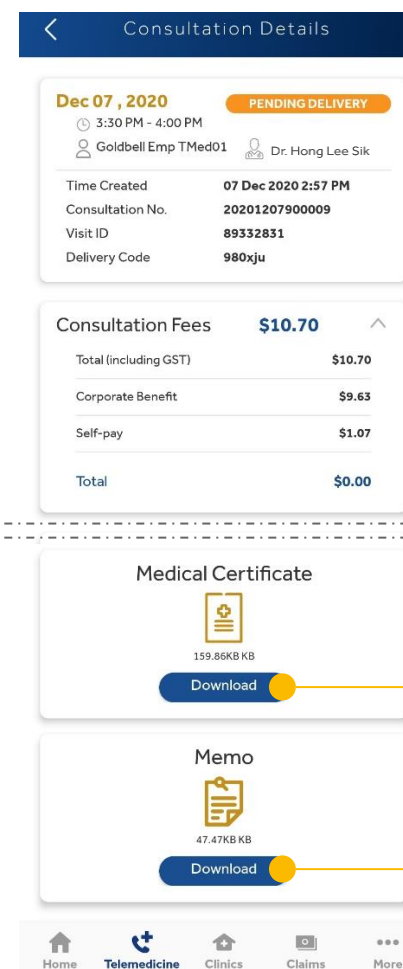 Consultation Details
Dec 07 , 2020 PENDING DELIVERY
3:30 PM - 4:00 PM
Goldbell Emp TMed01 Dr. Hong Lee Sik
Time Created 07 Dec 2020 2:57 PM
Consultation No. 20201207900009
Visit ID 89332831
Delivery Code 980xju
Consultation Fees $10.70
Total (including GST) $10.70
Corporate Benefit $9.63
Self-pay $1.07
Total $0.00
Medical Certificate
159.86KB KB
Download
Memo
47.47KB KB
Download
Home Telemedicine Clinics Claims More